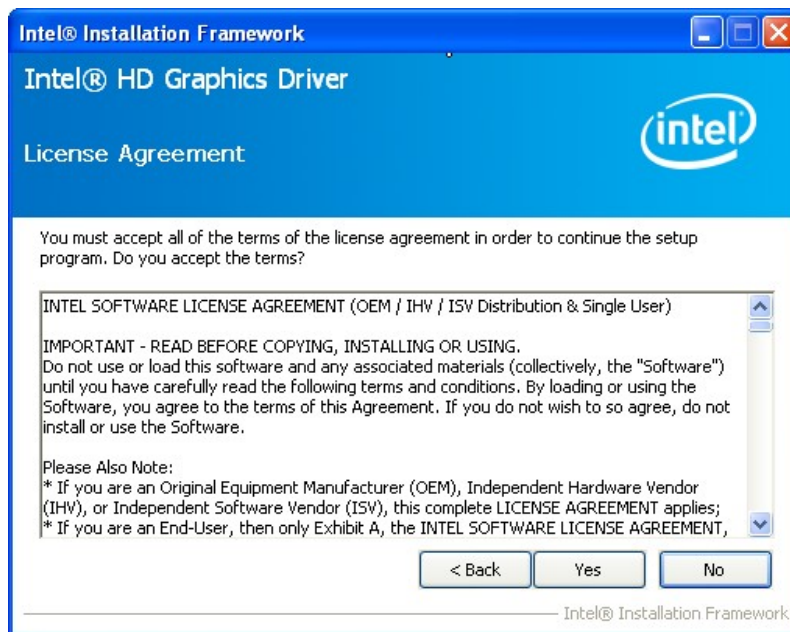 Intel® Installation Framework
Intel® HD Graphics Driver
intel
License Agreement
You must accept all of the terms of the license agreement in order to continue the setup
program. Do you accept the terms?
INTEL SOFTWARE LICENSE AGREEMENT (OEM / IHV / ISV Distribution & Single User)
IMPORTANT - READ BEFORE COPYING, INSTALLING OR USING.
Do not use or load this software and any associated materials (collectively, the "Software")
until you have carefully read the following terms and conditions. By loading or using the
Software, you agree to the terms of this Agreement. If you do not wish to so agree, do not
install or use the Software.
Please Also Note:
* If you are an Original Equipment Manufacturer (OEM), Independent Hardware Vendor
(IHV), or Independent Software Vendor (ISV), this complete LICENSE AGREEMENT applies;
* If you are an End-User, then only Exhibit A, the INTEL SOFTWARE LICENSE AGREEMENT,
< Back Yes No
Intel® Installation Framework